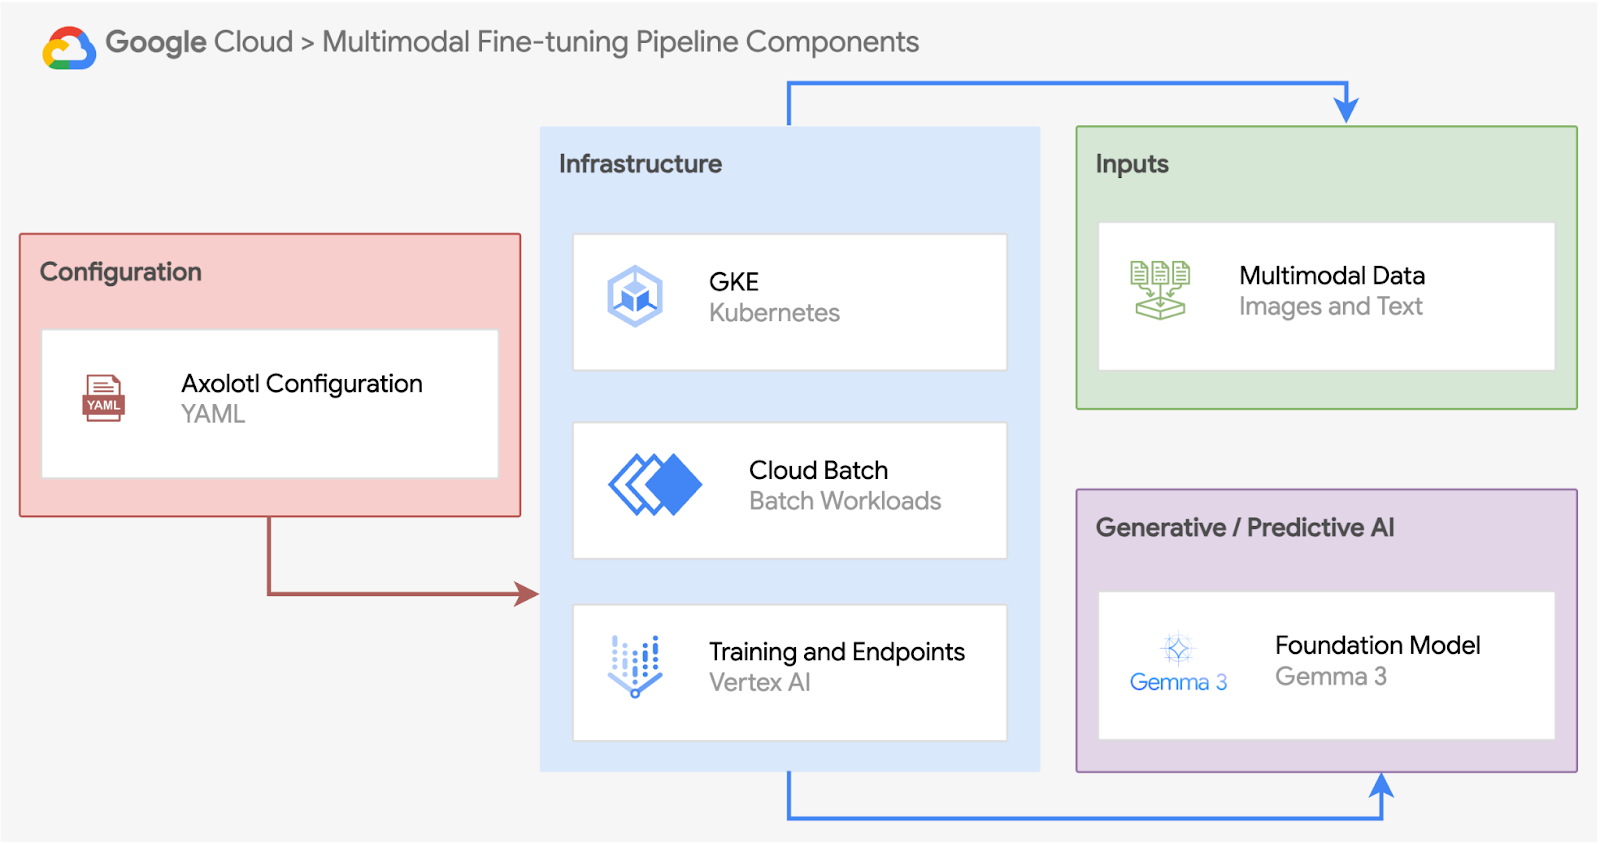 Google Cloud > Multimodal Fine-tuning Pipeline Components
Configuration
YAML
Axolotl Configuration
YAML
Infrastructure
GKE
Kubernetes
Cloud Batch
Batch Workloads
Training and Endpoints
Vertex AI
Inputs
Multimodal Data
Images and Text
Generative / Predictive AI
Gemma 3
Foundation Model
Gemma 3